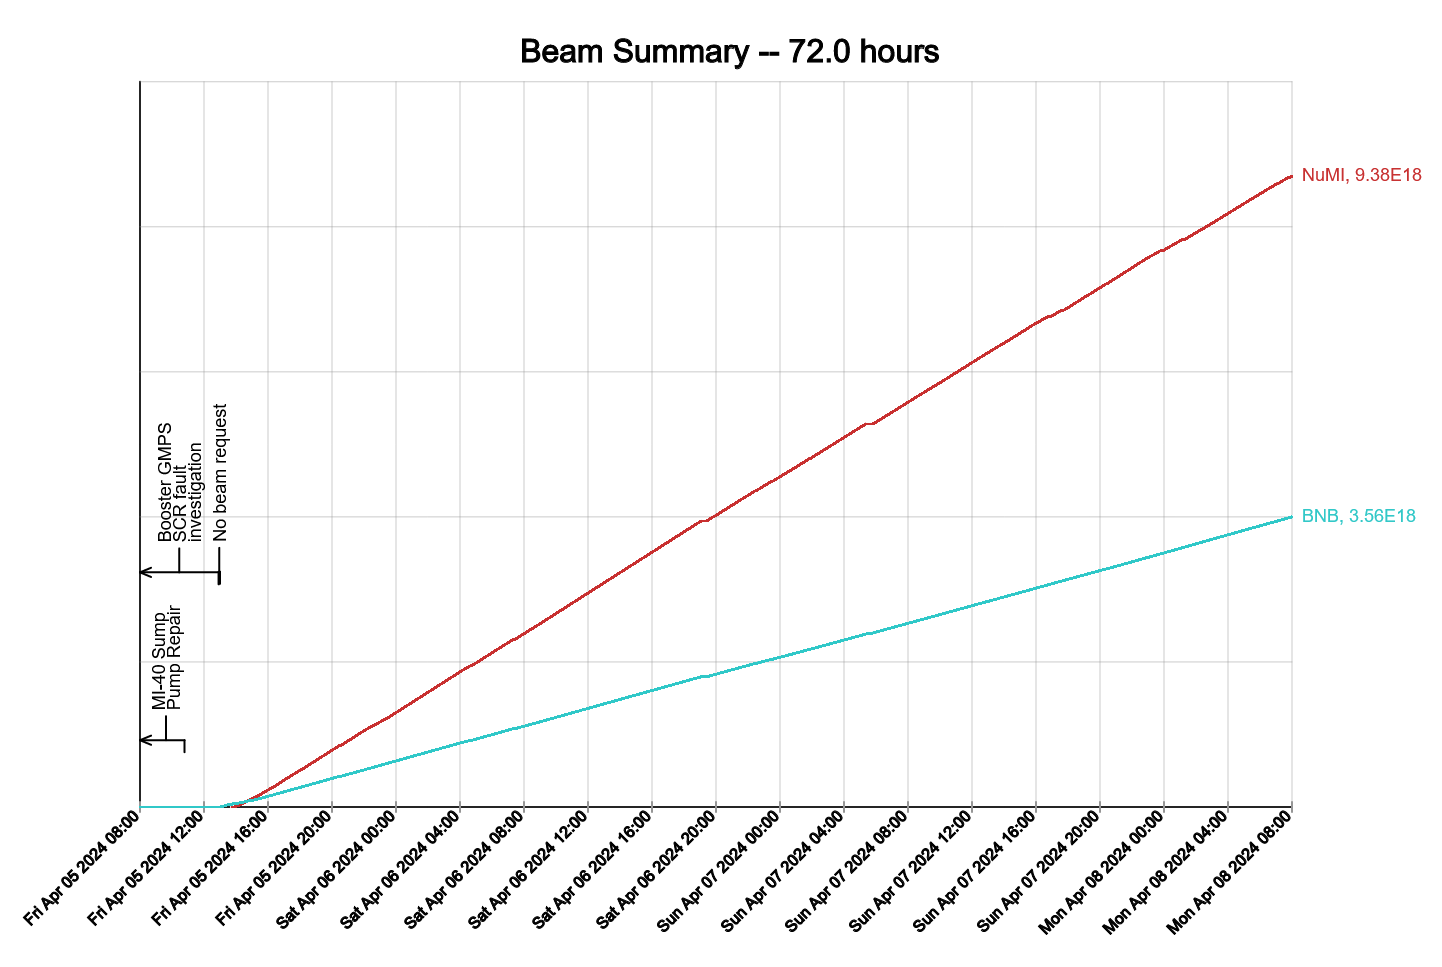 Beam Summary -- 72.0 hours
NuMI, 9.38E18
BNB, 3.56E18
Booster GMPS
SCR fault
investigation
No beam request
MI-40 Sump
Pump Repair
Fri Apr 05 2024 08:00
Fri Apr 05 2024 12:00
Fri Apr 05 2024 16:00
Fri Apr 05 2024 20:00
Sat Apr 06 2024 00:00
Sat Apr 06 2024 04:00
Sat Apr 06 2024 08:00
Sat Apr 06 2024 12:00
Sat Apr 06 2024 16:00
Sat Apr 06 2024 20:00
Sun Apr 07 2024 00:00
Sun Apr 07 2024 04:00
Sun Apr 07 2024 08:00
Sun Apr 07 2024 12:00
Sun Apr 07 2024 16:00
Sun Apr 07 2024 20:00
Mon Apr 08 2024 00:00
Mon Apr 08 2024 04:00
Mon Apr 08 2024 08:00